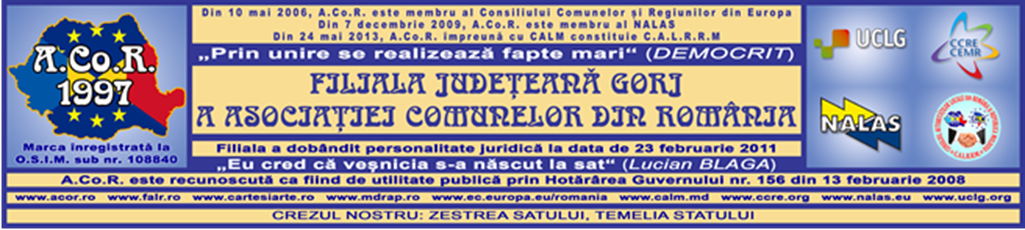 A.Co.R.
1997
Marca înregistrată la
O.S.I.M. sub nr. 108840
Din 10 mai 2006, A.Co.R. este membru al Consiliului Comunelor și Regiunilor din Europa
Din 7 decembrie 2009, A.Co.R. este membru al NALAS
Din 24 mai 2013, A.Co.R. împreună cu CALM constituie C.A.L.R.R.M
„Prin unire se realizează fapte mari“ (DEMOCRIT)
FILIALA JUDEȚEANĂ GORJ
A ASOCIAȚIEI COMUNELOR DIN ROMÂNIA
Filiala a dobândit personalitate juridică la data de 23 februarie 2011
„Eu cred că veșnicia s-a născut la sat“ (Lucian BLAGA)
UCLG
CCRE
CEMR
NALAS
A.Co.R. este recunoscută ca fiind de utilitate publică prin Hotărârea Guvernului nr. 156 din 13 februarie 2008
www.acor.ro www.falr.ro www.cartesiarte.ro www.mdrap.ro www.ec.europa.eu/romania www.calm.md www.ccre.org www.nalas.eu www.uclg.org
CREZUL NOSTRU: ZESTREA SATULUI, TEMELIA STATULUI